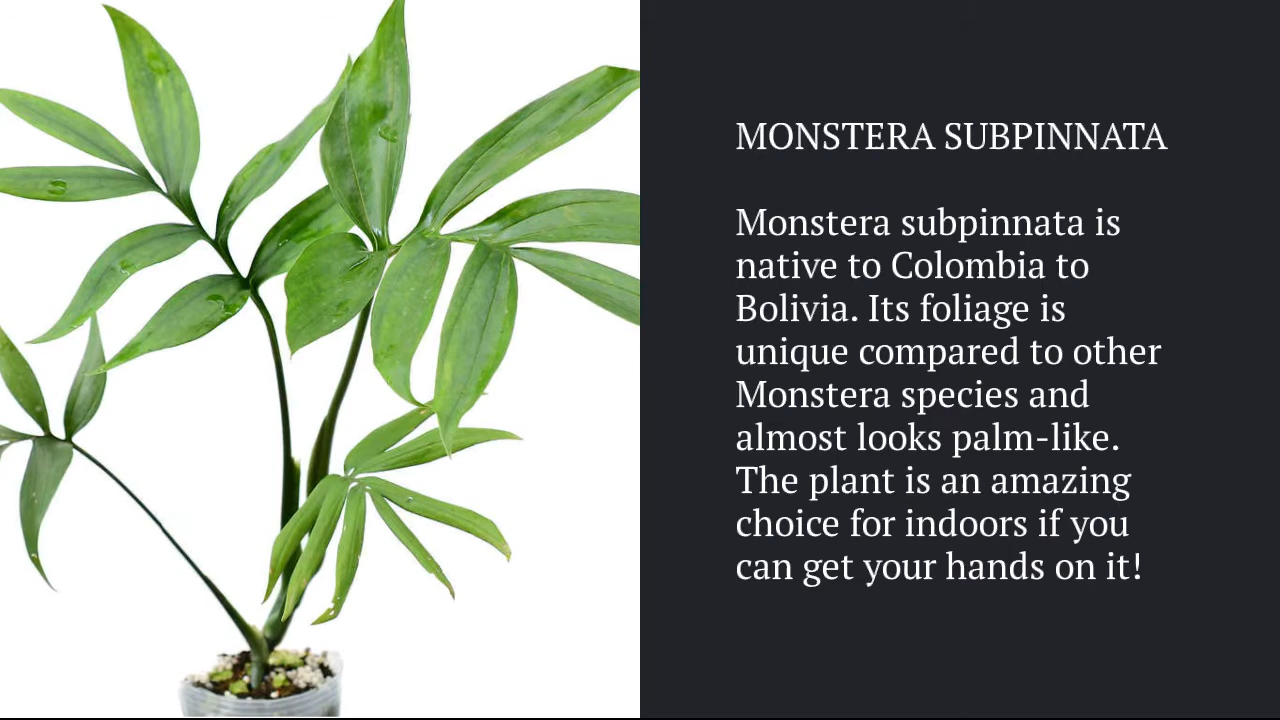 MONSTERA SUBPINNATA
Monstera subpinnata is
native to Colombia to
Bolivia. Its foliage is
unique compared to other
Monstera species and
almost looks palm-like.
The plant is an amazing
choice for indoors if you
can get your hands on it!